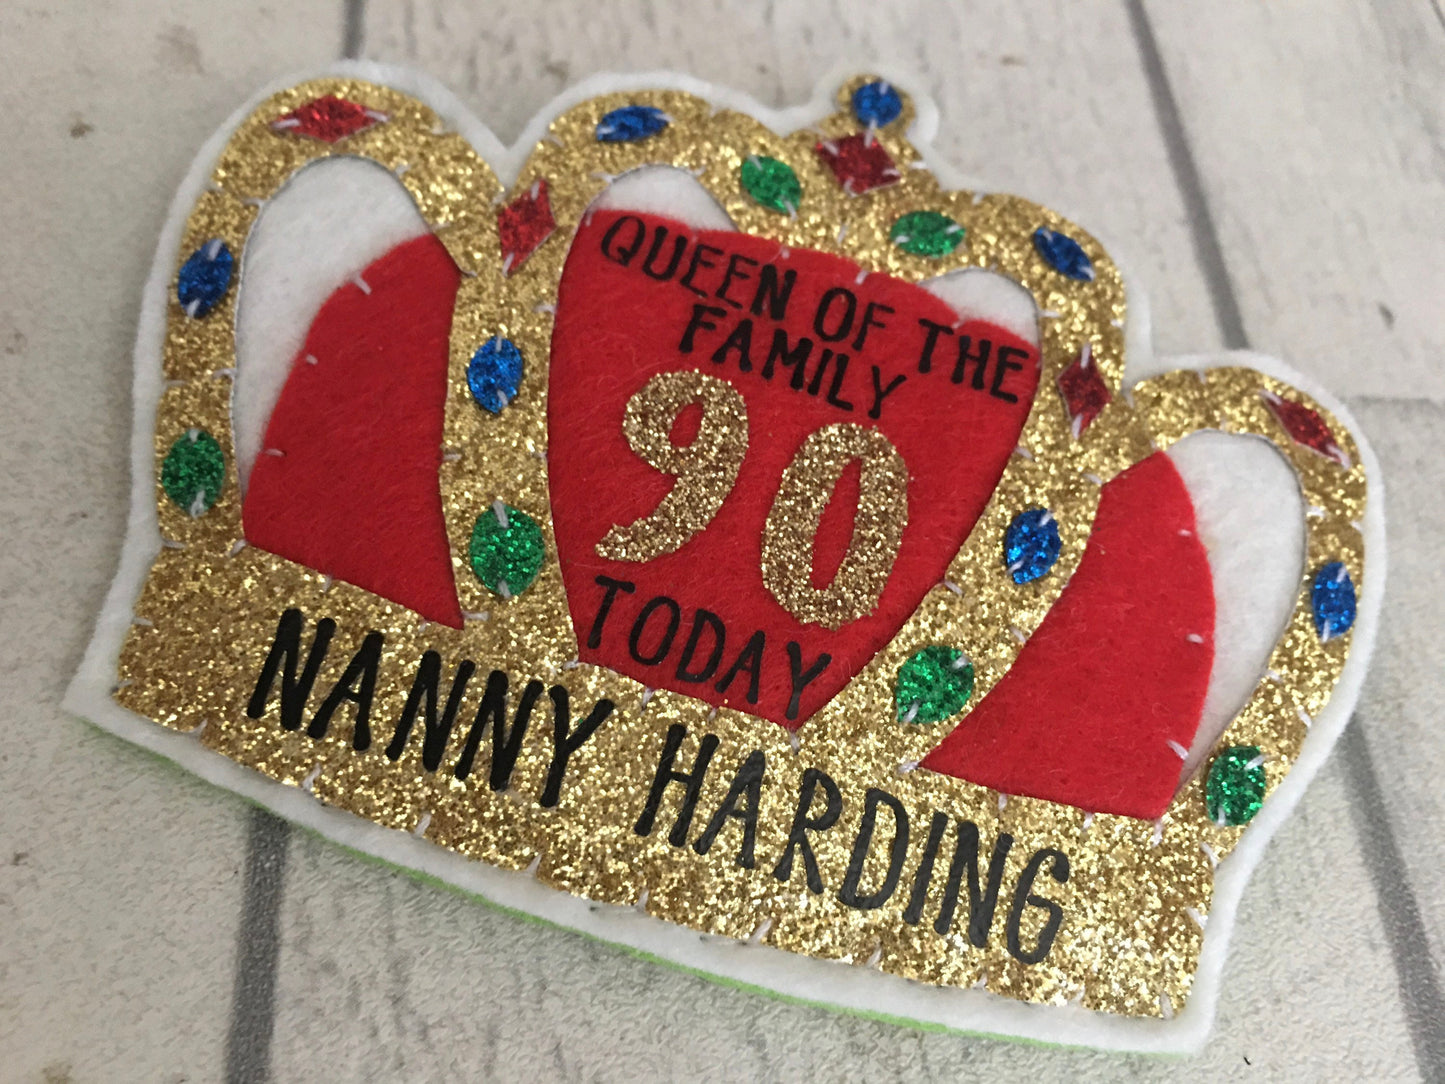 QUEEN OF THE
FAMILY
90
TODAY
NANNY HARDING